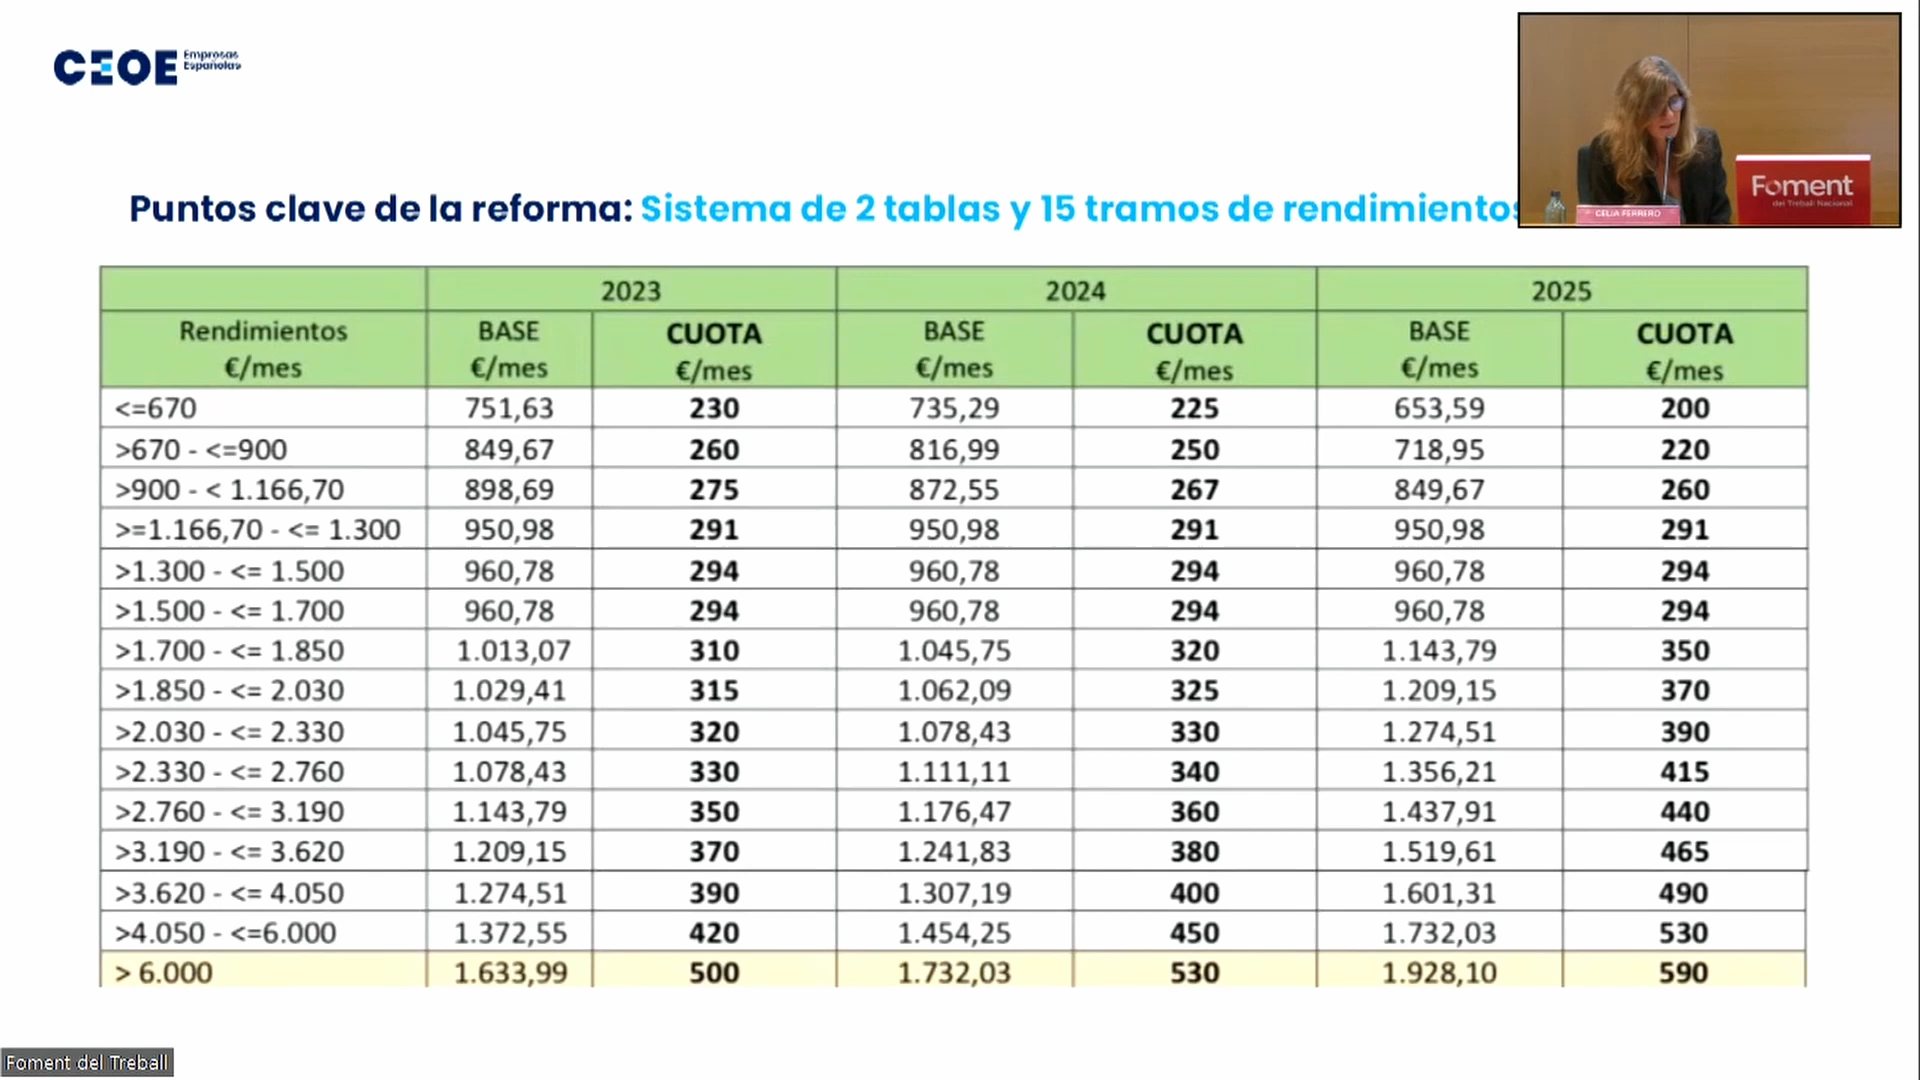 CEOE Empresas
Españolas
Foment
del Treball Nacional
CELIA FERRERO
Puntos clave de la reforma: Sistema de 2 tablas y 15 tramos de rendimientos
2023 2024 2025
Rendimientos €/mes BASE €/mes CUOTA €/mes BASE €/mes CUOTA €/mes BASE €/mes CUOTA €/mes
<=670 751,63 230 735,29 225 653,59 200
>670 - <=900 849,67 260 816,99 250 718,95 220
>900 - < 1.166,70 898,69 275 872,55 267 849,67 260
>=1.166,70 - <= 1.300 950,98 291 950,98 291 950,98 291
>1.300 - <= 1.500 960,78 294 960,78 294 960,78 294
>1.500 - <= 1.700 960,78 294 960,78 294 960,78 294
>1.700 - <= 1.850 1.013,07 310 1.045,75 320 1.143,79 350
>1.850 - <= 2.030 1.029,41 315 1.062,09 325 1.209,15 370
>2.030 - <= 2.330 1.045,75 320 1.078,43 330 1.274,51 390
>2.330 - <= 2.760 1.078,43 330 1.111,11 340 1.356,21 415
>2.760 - <= 3.190 1.143,79 350 1.176,47 360 1.437,91 440
>3.190 - <= 3.620 1.209,15 370 1.241,83 380 1.519,61 465
>3.620 - <= 4.050 1.274,51 390 1.307,19 400 1.601,31 490
>4.050 - <=6.000 1.372,55 420 1.454,25 450 1.732,03 530
> 6.000 1.633,99 500 1.732,03 530 1.928,10 590
Foment del Treball